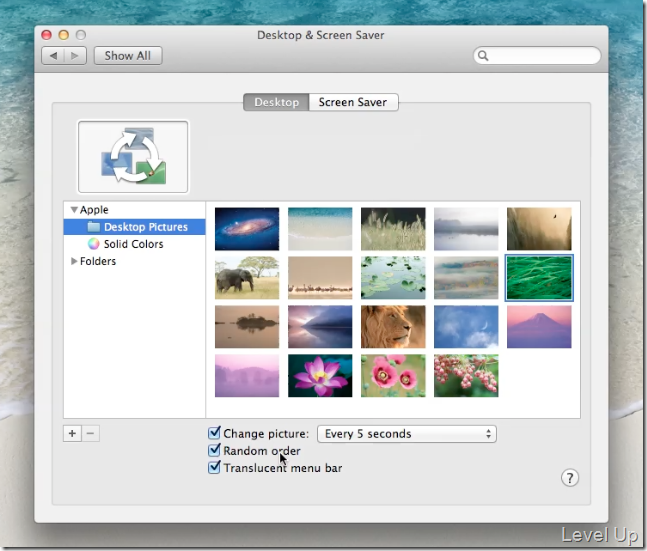 Desktop & Screen Saver
Show All
Desktop
Screen Saver
Apple
Desktop Pictures
Solid Colors
Folders
+ −
Change picture: Every 5 seconds
Random order
Translucent menu bar
?
Level Up